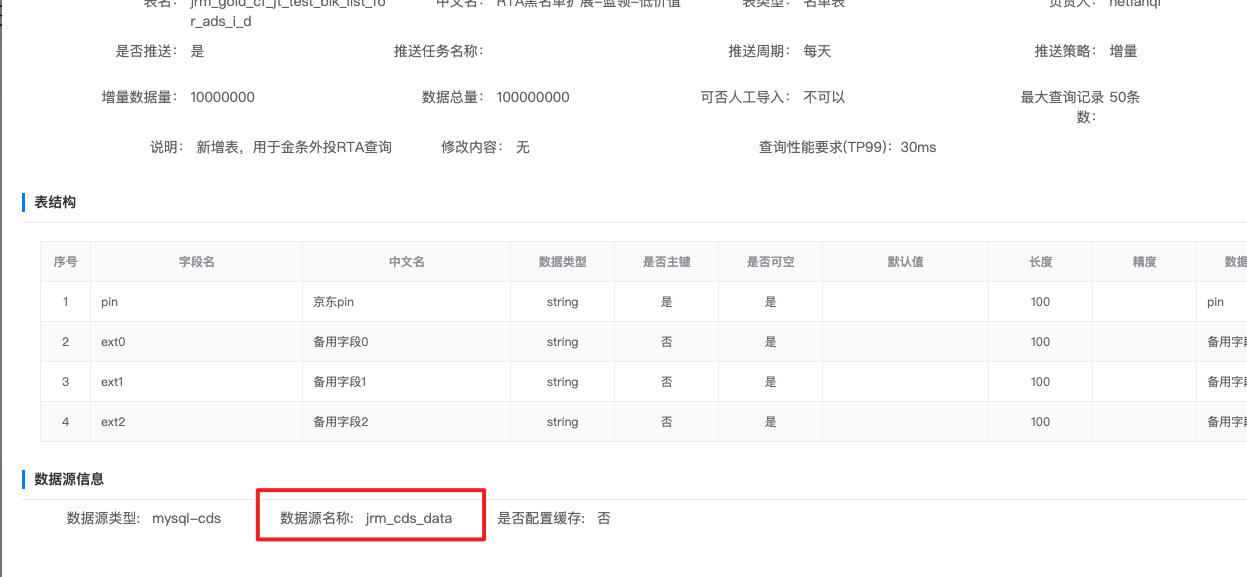 表名： jrm_gold_cf_jt_test_blk_list_fo
r_ads_i_d
中文名： RTA黑名单扩展-蓝领-低价值
表类型： 名单表
负责人：
是否推送： 是
推送任务名称：
推送周期： 每天
推送策略： 增量
增量数据量： 10000000
数据总量： 100000000
可否人工导入： 不可以
最大查询记录 50条
数：
说明： 新增表，用于金条外投RTA查询
修改内容： 无
查询性能要求(TP99)： 30ms
表结构
序号 字段名 中文名 数据类型 是否主键 是否可空 默认值 长度 精度 数据
1 pin 京东pin string 是 是 100 pin
2 ext0 备用字段0 string 否 是 100 备用字段
3 ext1 备用字段1 string 否 是 100 备用字段
4 ext2 备用字段2 string 否 是 100 备用字段
数据源信息
数据源类型： mysql-cds 数据源名称： jrm_cds_data 是否配置缓存： 否